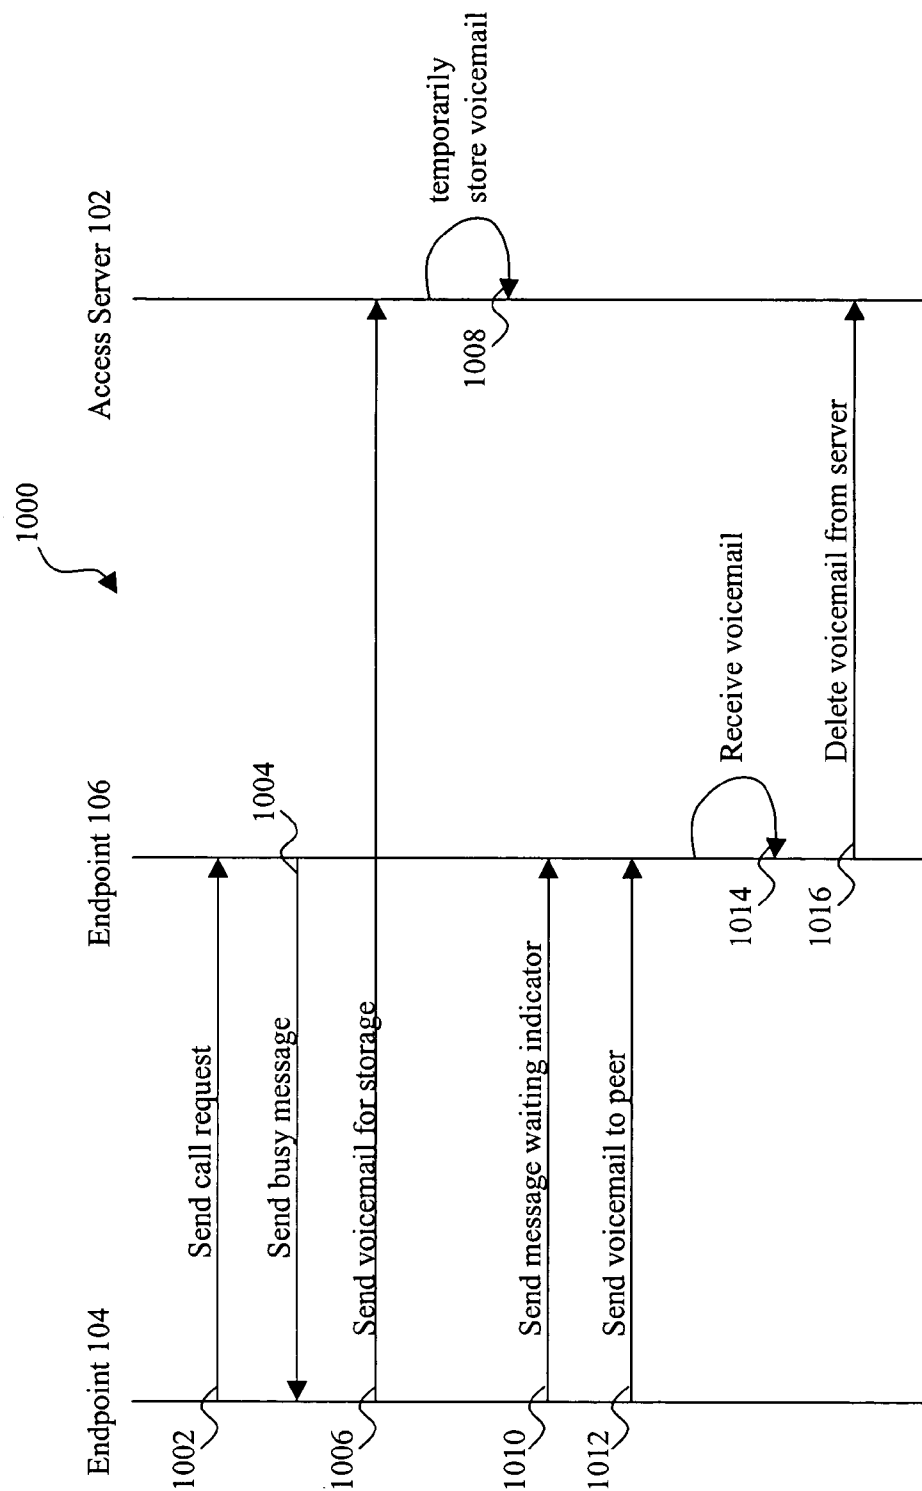 1000
Endpoint 104
Endpoint 106
Access Server 102
1002
Send call request
Send busy message
1004
1006
Send voicemail for storage
temporarily
store voicemail
1008
1010
Send message waiting indicator
1012
Send voicemail to peer
Receive voicemail
1014
1016
Delete voicemail from server